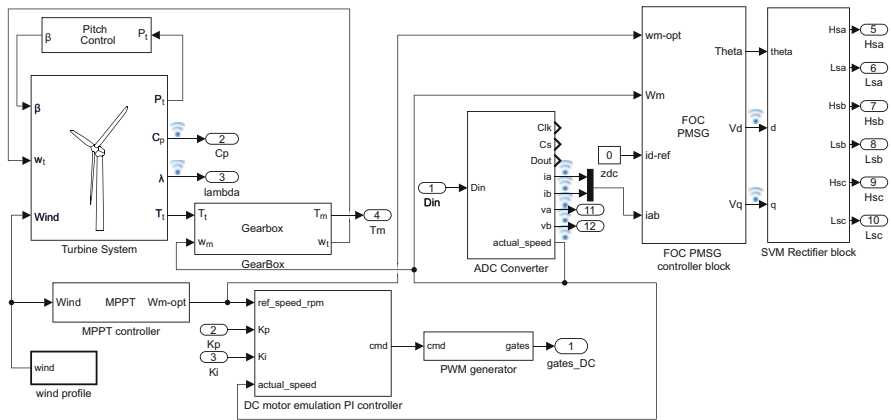 Pitch
Control
β
Pt
β
wt
Wind
Pt
Cp
λ
Tt
Turbine System
2
Cp
3
lambda
Tt
wm
Gearbox
Tm
wt
GearBox
4
Tm
Wind
MPPT
Wm-opt
MPPT controller
wind
wind profile
ref_speed_rpm
Kp
Ki
actual_speed
cmd
DC motor emulation PI controller
2
Kp
3
Ki
cmd
gates
PWM generator
1
gates_DC
1
Din
Din
Clk
Cs
Dout
ia
ib
va
vb
actual_speed
ADC Converter
11
12
0
zdc
wm-opt
Wm
id-ref
iab
FOC
PMSG
Theta
Vd
Vq
FOC PMSG
controller block
theta
d
q
Hsa
Lsa
Hsb
Lsb
Hsc
Lsc
SVM Rectifier block
5
Hsa
6
Lsa
7
Hsb
8
Lsb
9
Hsc
10
Lsc